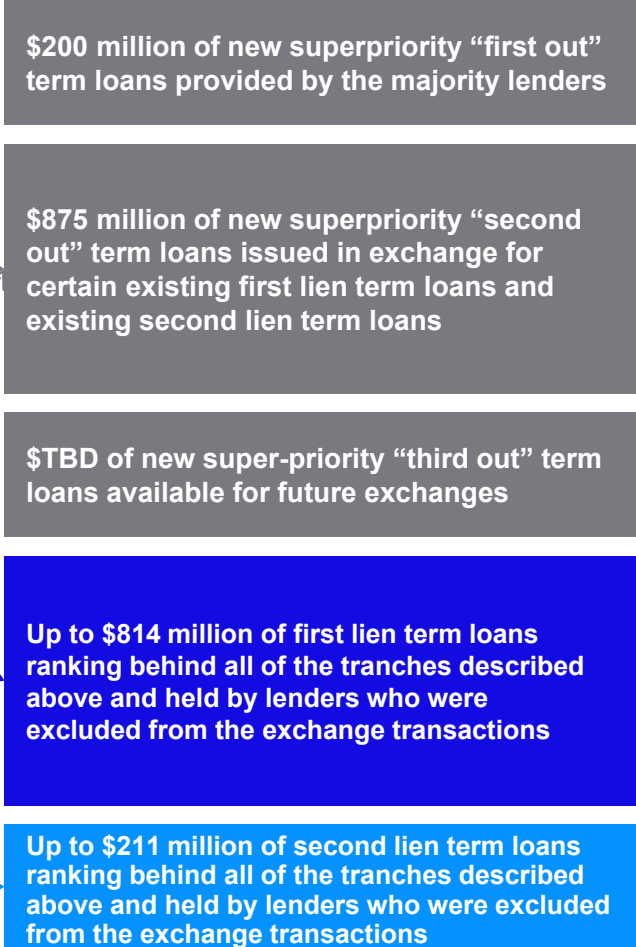 $200 million of new superpriority “first out”
term loans provided by the majority lenders
$875 million of new superpriority “second
out” term loans issued in exchange for
certain existing first lien term loans and
existing second lien term loans
$TBD of new super-priority “third out” term
loans available for future exchanges
Up to $814 million of first lien term loans
ranking behind all of the tranches described
above and held by lenders who were
excluded from the exchange transactions
Up to $211 million of second lien term loans
ranking behind all of the tranches described
above and held by lenders who were excluded
from the exchange transactions